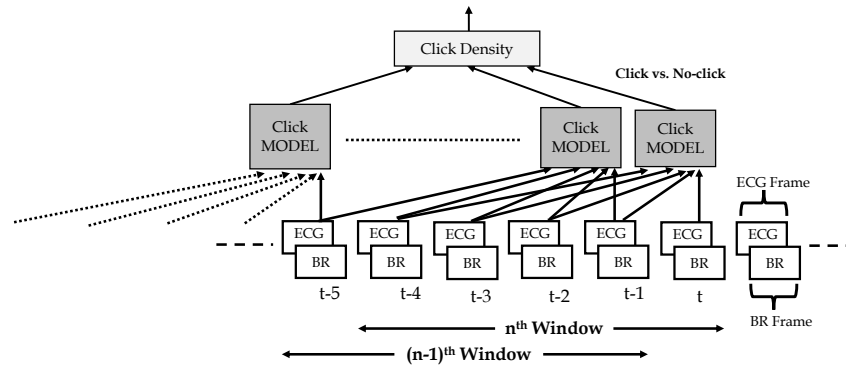 Click Density
Click vs. No-click
Click
MODEL
Click
MODEL
Click
MODEL
ECG Frame
ECG
ECG
ECG
ECG
ECG
ECG
ECG
BR
BR
BR
BR
BR
BR
BR
t-5
t-4
t-3
t-2
t-1
t
BR Frame
nth Window
(n-1)th Window